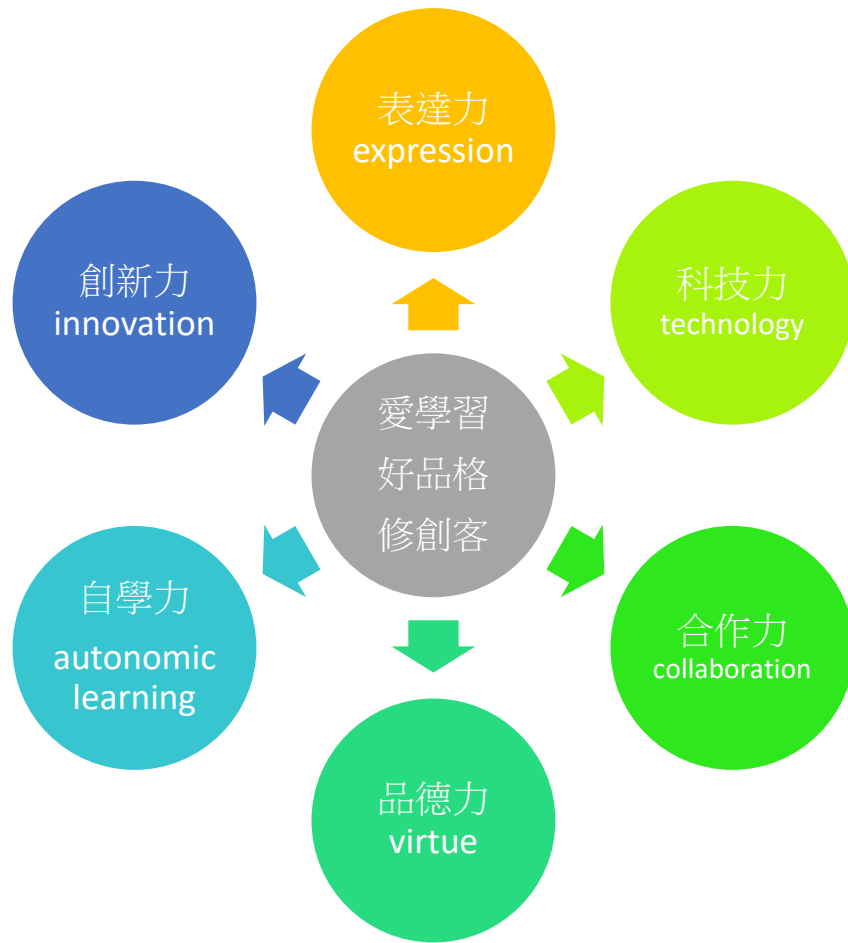 表達力
expression
科技力
technology
合作力
collaboration
品德力
virtue
自學力
autonomic
learning
創新力
innovation
愛學習
好品格
修創客